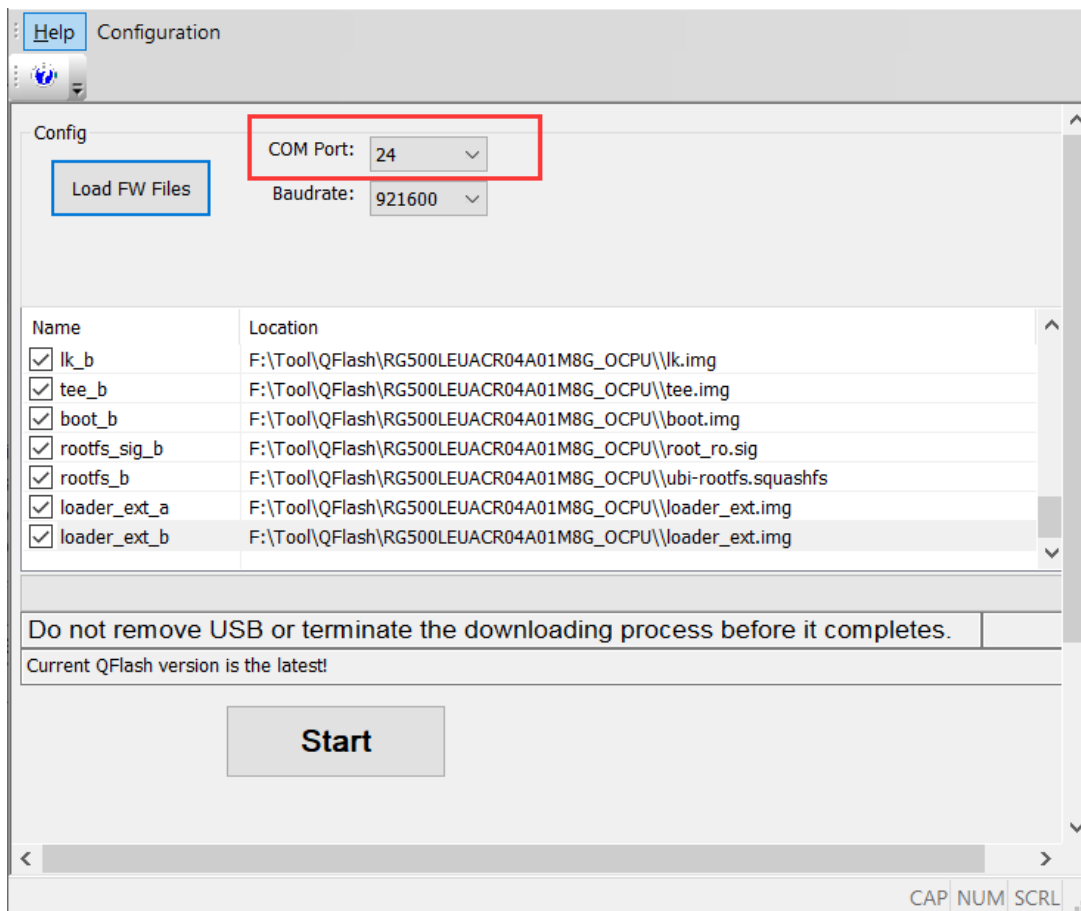 Help Configuration
Config
COM Port: 24
Load FW Files
Baudrate: 921600
Name Location
lk_b F:\Tool\QFlash\RG500LEUACR04A01M8G_OCPU\\lk.img
tee_b F:\Tool\QFlash\RG500LEUACR04A01M8G_OCPU\\tee.img
boot_b F:\Tool\QFlash\RG500LEUACR04A01M8G_OCPU\\boot.img
rootfs_sig_b F:\Tool\QFlash\RG500LEUACR04A01M8G_OCPU\\root_ro.sig
rootfs_b F:\Tool\QFlash\RG500LEUACR04A01M8G_OCPU\\ubi-rootfs.squashfs
loader_ext_a F:\Tool\QFlash\RG500LEUACR04A01M8G_OCPU\\loader_ext.img
loader_ext_b F:\Tool\QFlash\RG500LEUACR04A01M8G_OCPU\\loader_ext.img
Do not remove USB or terminate the downloading process before it completes.
Current QFlash version is the latest!
Start
CAP NUM SCRL